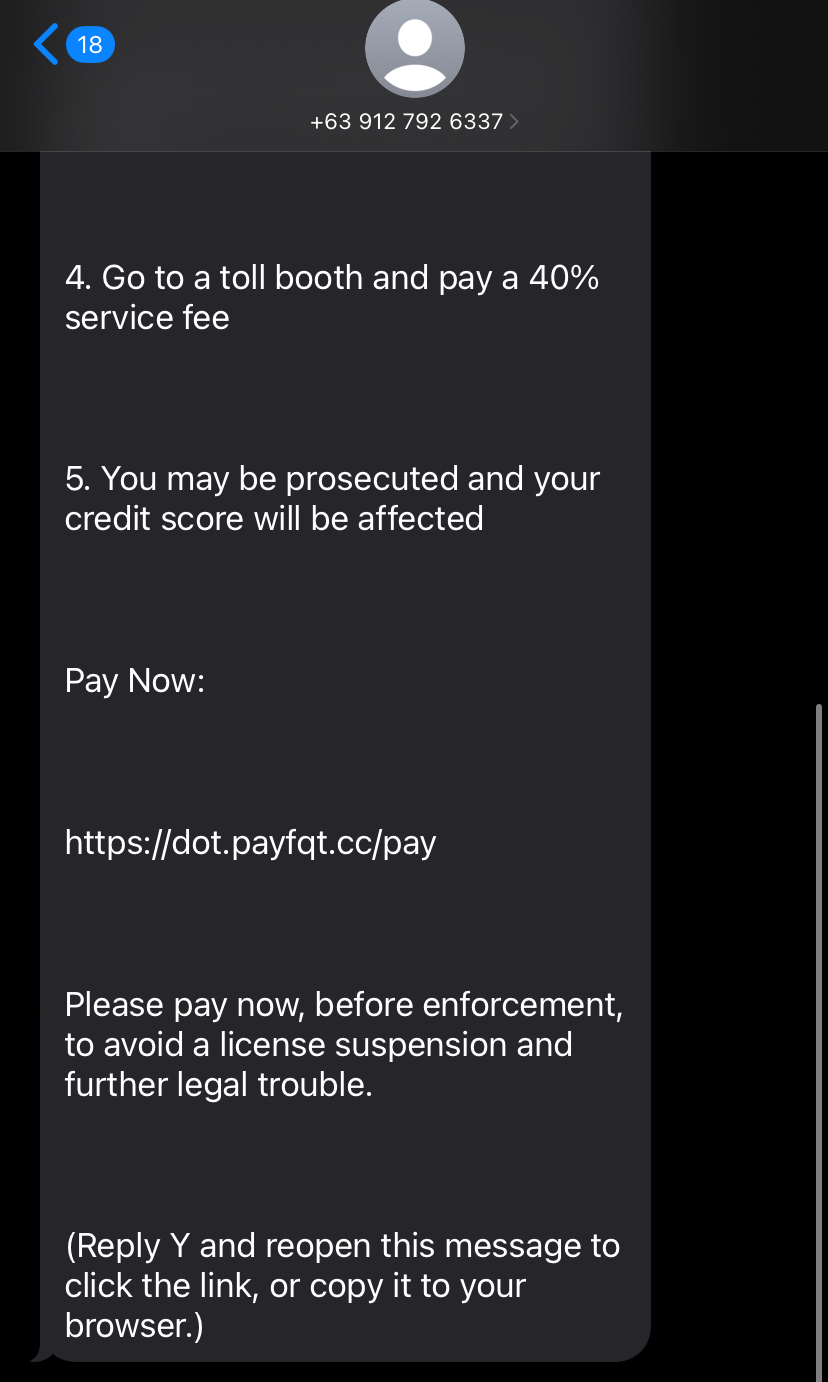 18
+63 912 792 6337
4. Go to a toll booth and pay a 40%
service fee
5. You may be prosecuted and your
credit score will be affected
Pay Now:
https://dot.payfqt.cc/pay
Please pay now, before enforcement,
to avoid a license suspension and
further legal trouble.
(Reply Y and reopen this message to
click the link, or copy it to your
browser.)